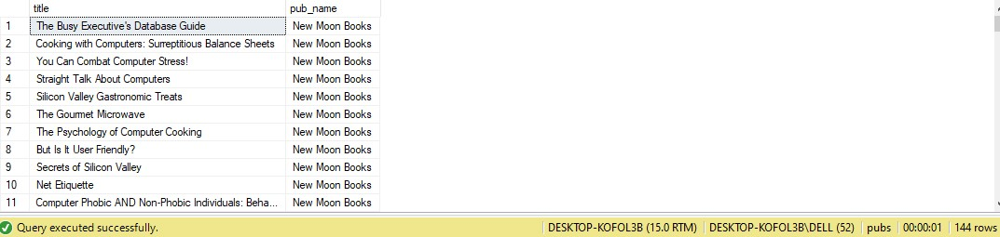 title pub_name
1 The Busy Executive's Database Guide New Moon Books
2 Cooking with Computers: Surreptitious Balance Sheets New Moon Books
3 You Can Combat Computer Stress! New Moon Books
4 Straight Talk About Computers New Moon Books
5 Silicon Valley Gastronomic Treats New Moon Books
6 The Gourmet Microwave New Moon Books
7 The Psychology of Computer Cooking New Moon Books
8 But Is It User Friendly? New Moon Books
9 Secrets of Silicon Valley New Moon Books
10 Net Etiquette New Moon Books
11 Computer Phobic AND Non-Phobic Individuals: Beha... New Moon Books
Query executed successfully. DESKTOP-KOFOL3B (15.0 RTM) DESKTOP-KOFOL3B\DELL (52) pubs 00:00:01 144 rows